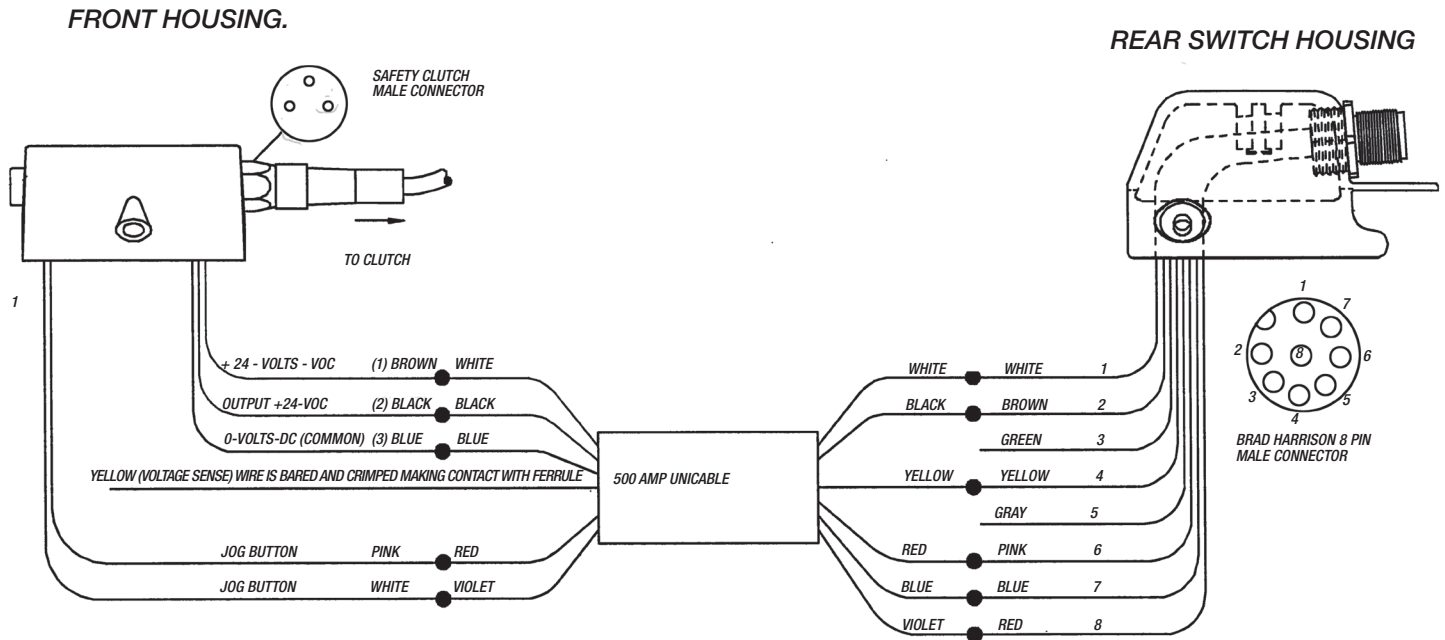 FRONT HOUSING.
REAR SWITCH HOUSING
SAFETY CLUTCH
MALE CONNECTOR
TO CLUTCH
1
+ 24 - VOLTS - VOC (1) BROWN WHITE
OUTPUT +24-VOC (2) BLACK BLACK
0-VOLTS-DC (COMMON) (3) BLUE BLUE
YELLOW (VOLTAGE SENSE) WIRE IS BARED AND CRIMPED MAKING CONTACT WITH FERRULE
JOG BUTTON PINK RED
JOG BUTTON WHITE VIOLET
500 AMP UNICABLE
WHITE WHITE 1
BLACK BROWN 2
GREEN 3
YELLOW YELLOW 4
GRAY 5
RED PINK 6
BLUE BLUE 7
VIOLET RED 8
1
7
2
8
6
3
5
4
BRAD HARRISON 8 PIN
MALE CONNECTOR